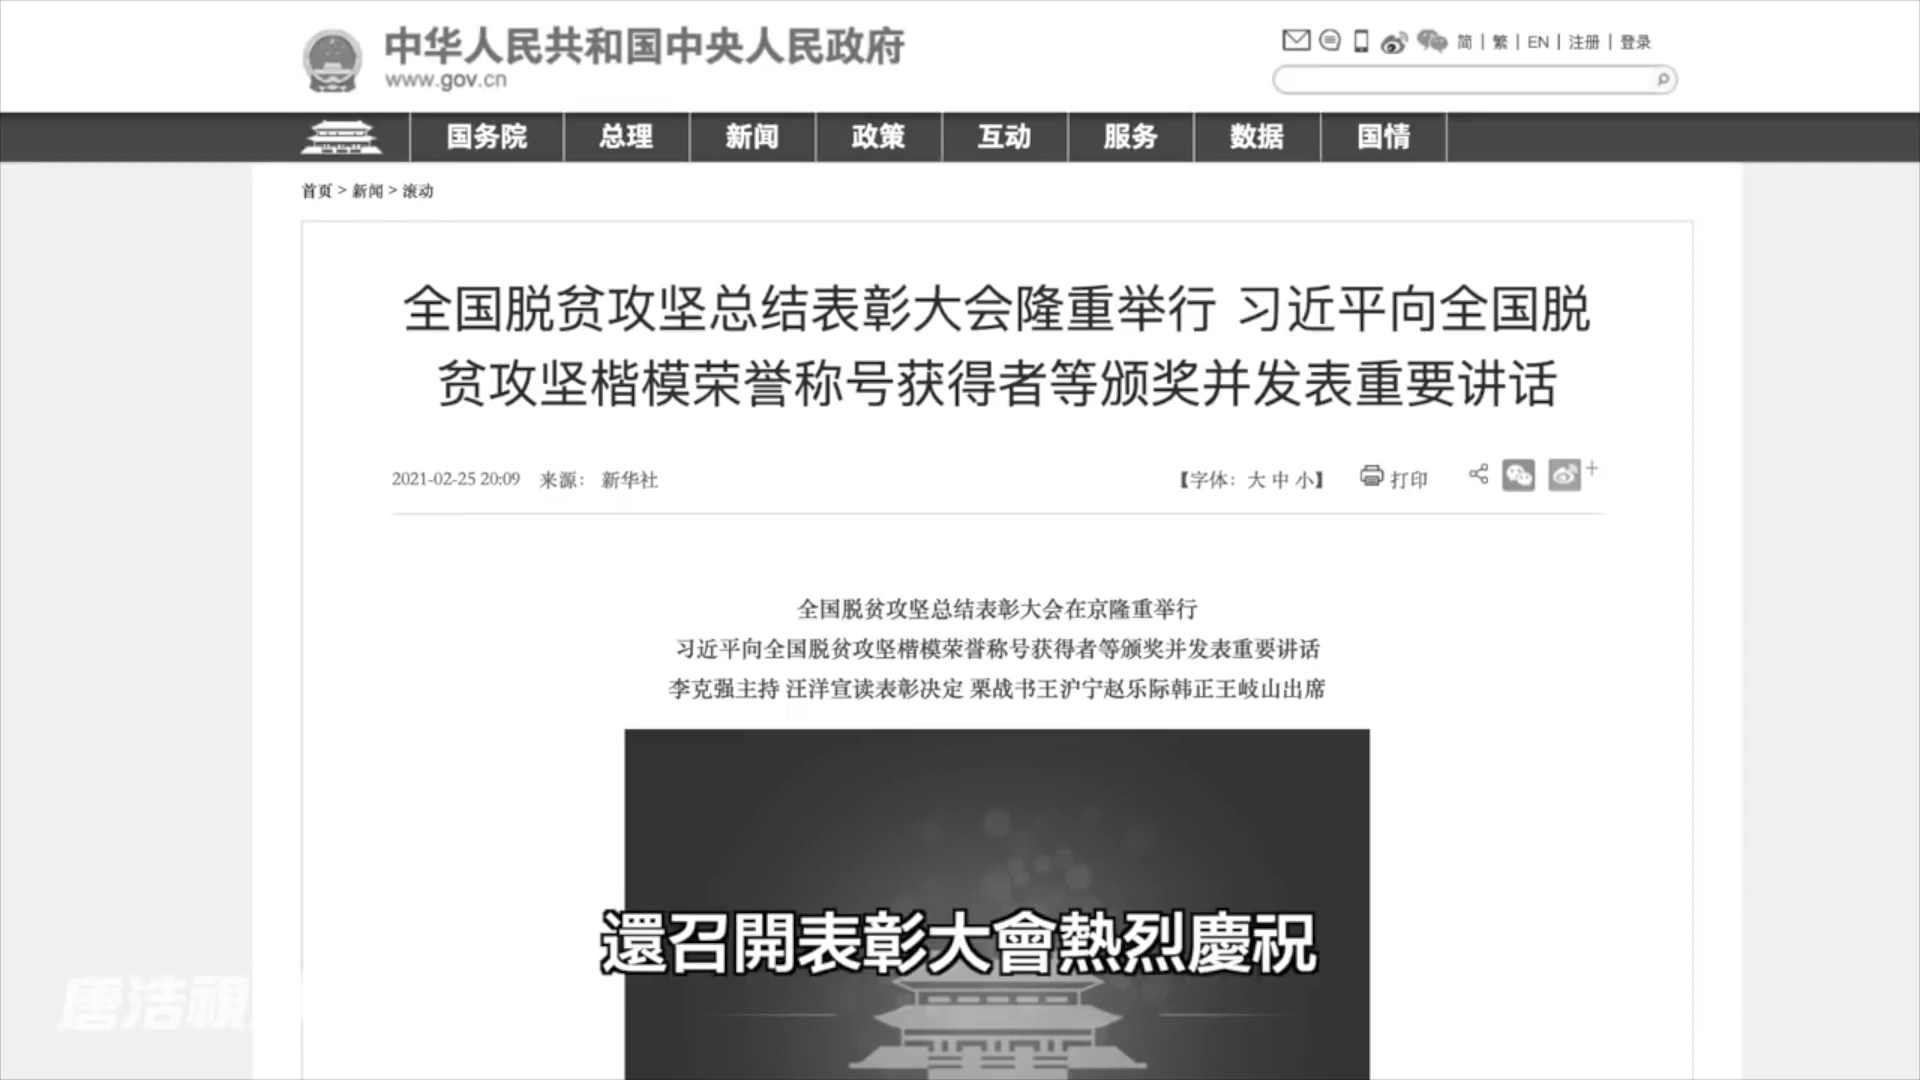 中华人民共和国中央人民政府
www.gov.cn
简 | 繁 | EN | 注册 | 登录
国务院 总理 新闻 政策 互动 服务 数据 国情
首页 > 新闻 > 滚动
全国脱贫攻坚总结表彰大会隆重举行 习近平向全国脱
贫攻坚楷模荣誉称号获得者等颁奖并发表重要讲话
2021-02-25 20:09 来源： 新华社 【字体：大 中 小】 打印
全国脱贫攻坚总结表彰大会在京隆重举行
习近平向全国脱贫攻坚楷模荣誉称号获得者等颁奖并发表重要讲话
李克强主持 汪洋宣读表彰决定 栗战书王沪宁赵乐际韩正王岐山出席
還召開表彰大會熱烈慶祝
唐浩視